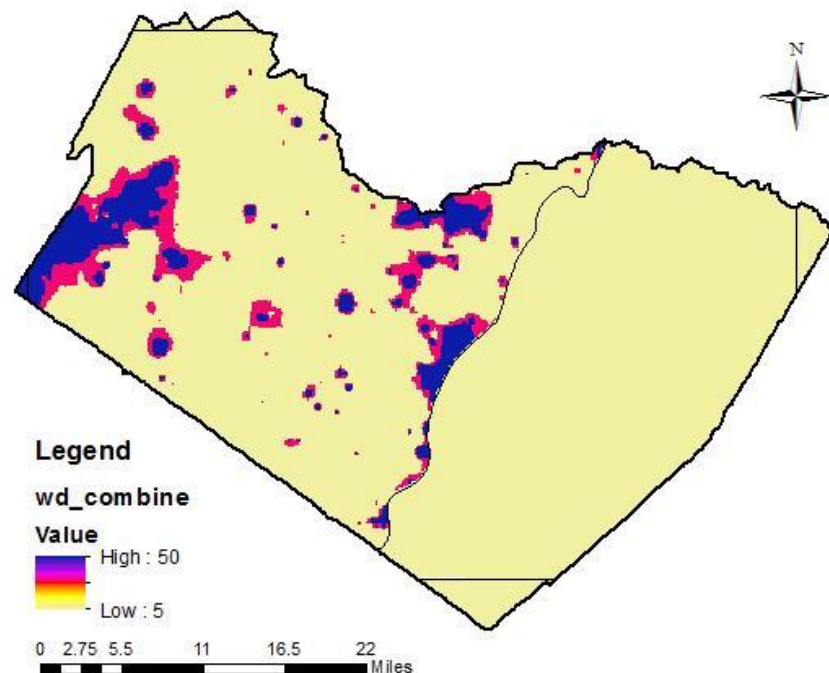 N
Legend
wd_combine
Value
High : 50
Low : 5
0 2.75 5.5 11 16.5 22
Miles